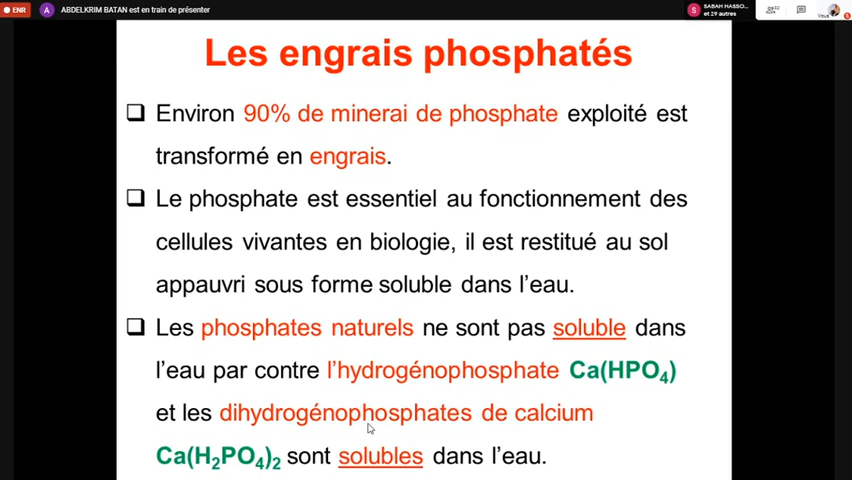 ENR
A
ABDELKRIM BATAN est en train de présenter
S
SABAH HASSO...
et 29 autres
Vous
Les engrais phosphatés
❑ Environ 90% de minerai de phosphate exploité est
transformé en engrais.
❑ Le phosphate est essentiel au fonctionnement des
cellules vivantes en biologie, il est restitué au sol
appauvri sous forme soluble dans l’eau.
❑ Les phosphates naturels ne sont pas soluble dans
l’eau par contre l’hydrogénophosphate Ca(HPO₄)
et les dihydrogénophosphates de calcium
Ca(H₂PO₄)₂ sont solubles dans l’eau.